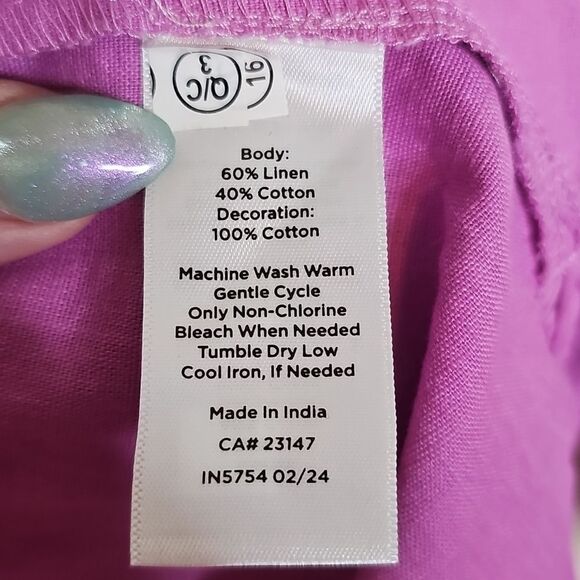 Q/C
3
16
Body:
60% Linen
40% Cotton
Decoration:
100% Cotton
Machine Wash Warm
Gentle Cycle
Only Non-Chlorine
Bleach When Needed
Tumble Dry Low
Cool Iron, If Needed
Made In India
CA# 23147
IN5754 02/24